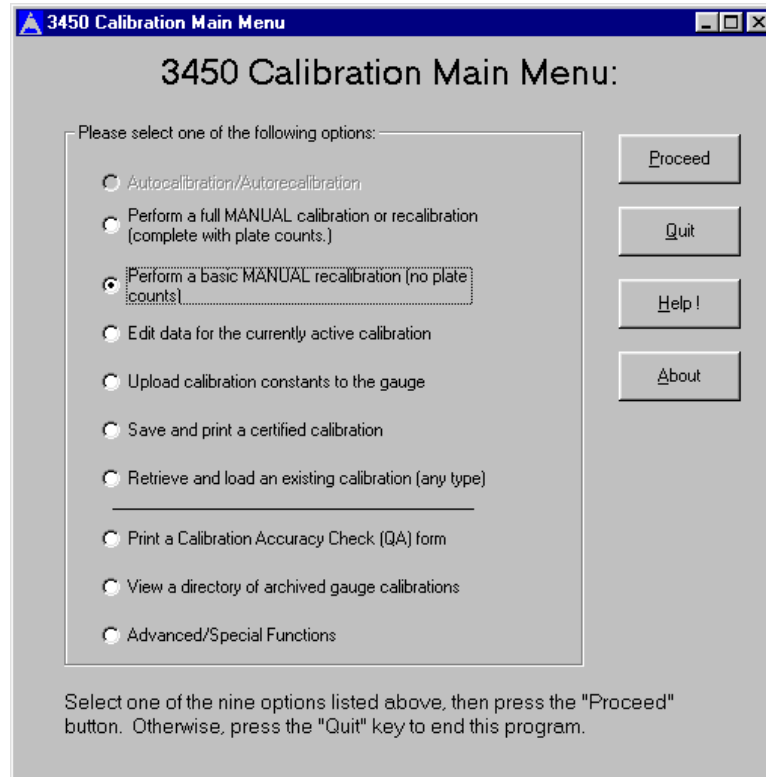 3450 Calibration Main Menu
3450 Calibration Main Menu:
Please select one of the following options:
Autocalibration/Autorecalibration
Perform a full MANUAL calibration or recalibration
(complete with plate counts.)
Perform a basic MANUAL recalibration (no plate
counts)
Edit data for the currently active calibration
Upload calibration constants to the gauge
Save and print a certified calibration
Retrieve and load an existing calibration (any type)
Print a Calibration Accuracy Check (QA) form
View a directory of archived gauge calibrations
Advanced/Special Functions
Proceed
Quit
Help !
About
Select one of the nine options listed above, then press the "Proceed"
button.  Otherwise, press the "Quit" key to end this program.